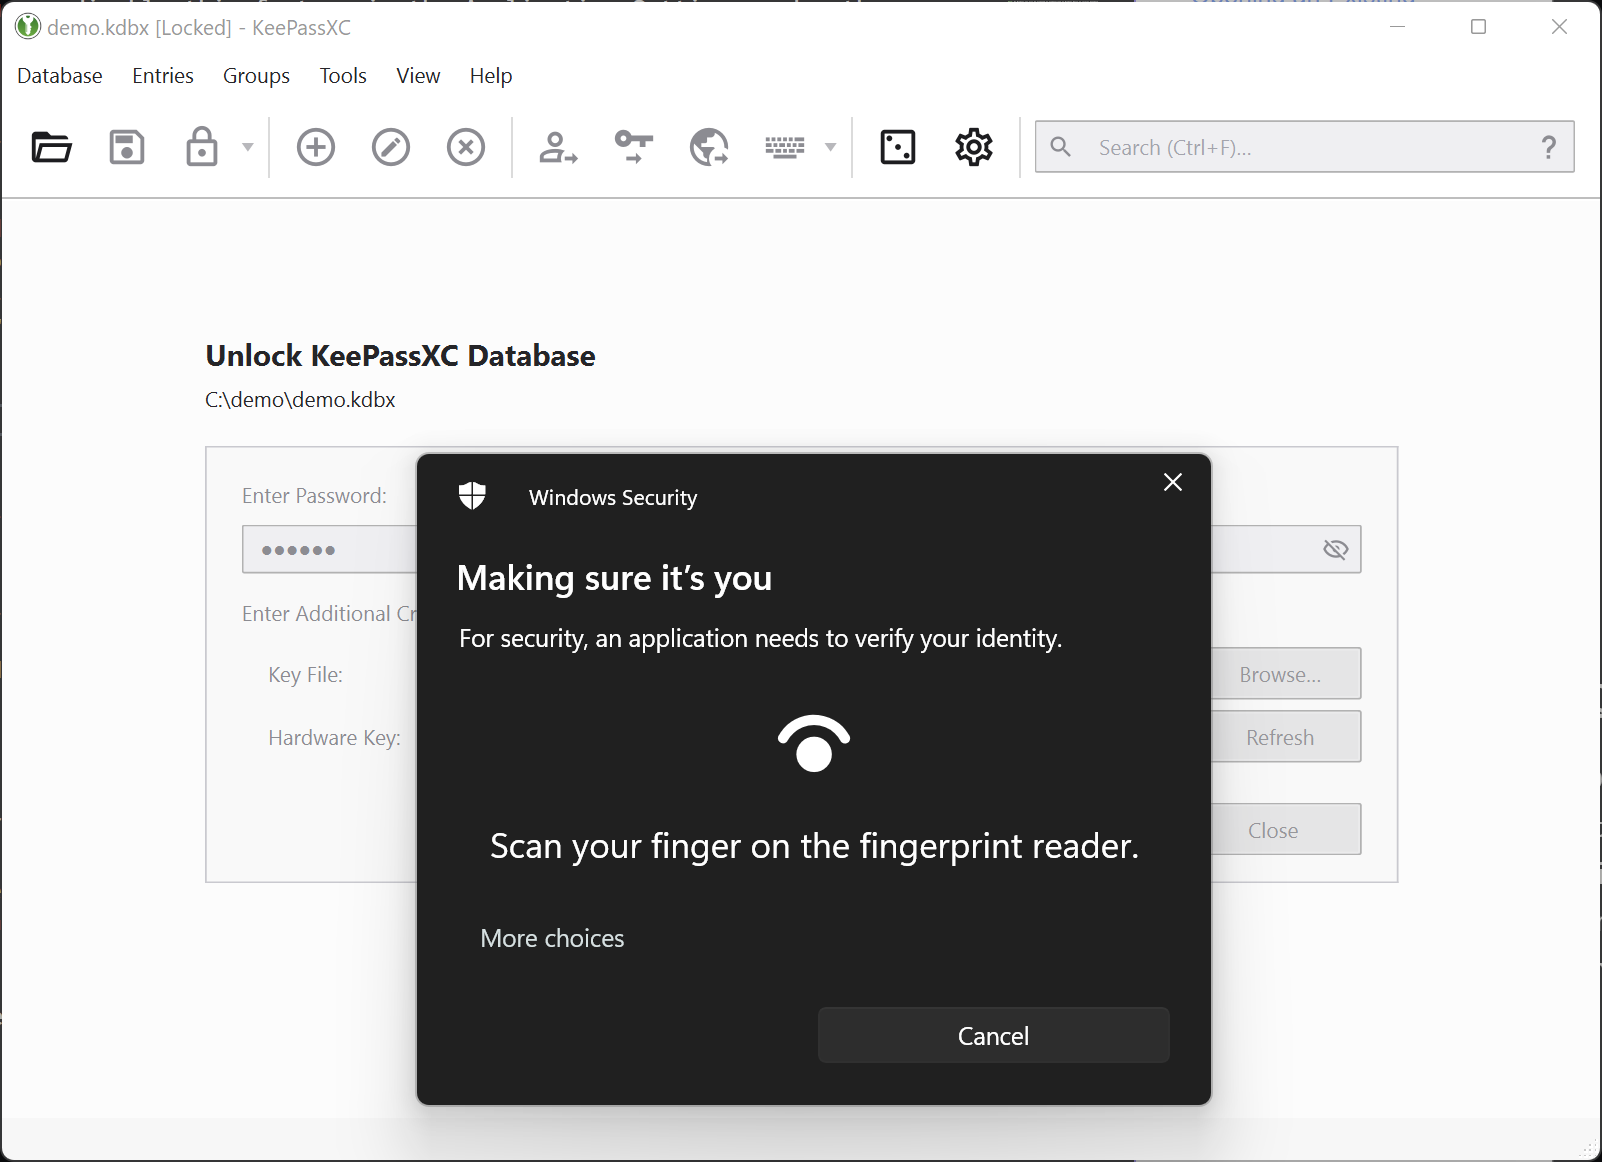 demo.kdbx [Locked] - KeePassXC
Database Entries Groups Tools View Help
Search (Ctrl+F)... ?
Unlock KeePassXC Database
C:\demo\demo.kdbx
Enter Password:
Enter Additional
Key File:
Browse...
Hardware Key:
Refresh
Close
Windows Security
Making sure it’s you
For security, an application needs to verify your identity.
Scan your finger on the fingerprint reader.
More choices
Cancel